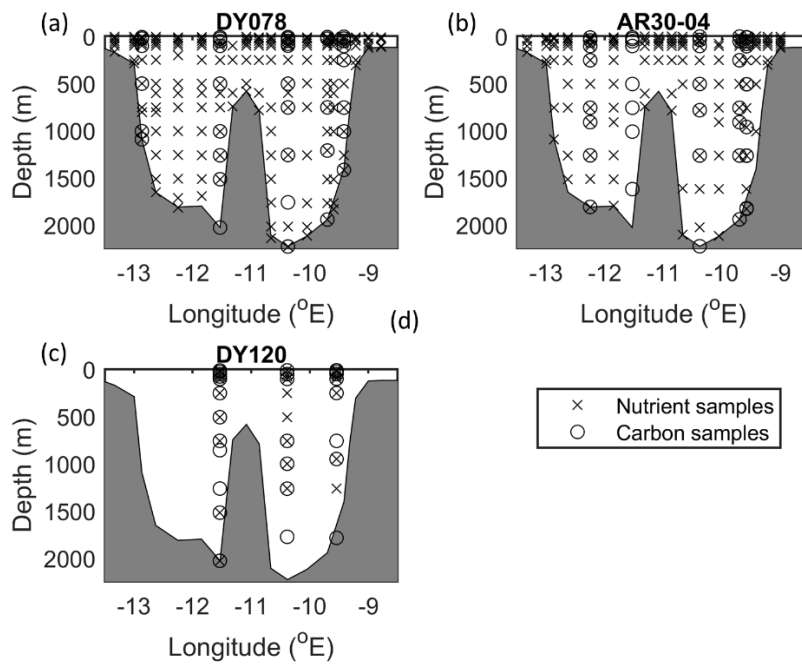 (a) DY078
0
500
1000
1500
2000
Depth (m)
-13 -12 -11 -10 -9
Longitude (°E)
(b) AR30-04
0
500
1000
1500
2000
Depth (m)
-13 -12 -11 -10 -9
Longitude (°E)
(c) DY120
0
500
1000
1500
2000
Depth (m)
-13 -12 -11 -10 -9
Longitude (°E)
(d)
Nutrient samples
Carbon samples